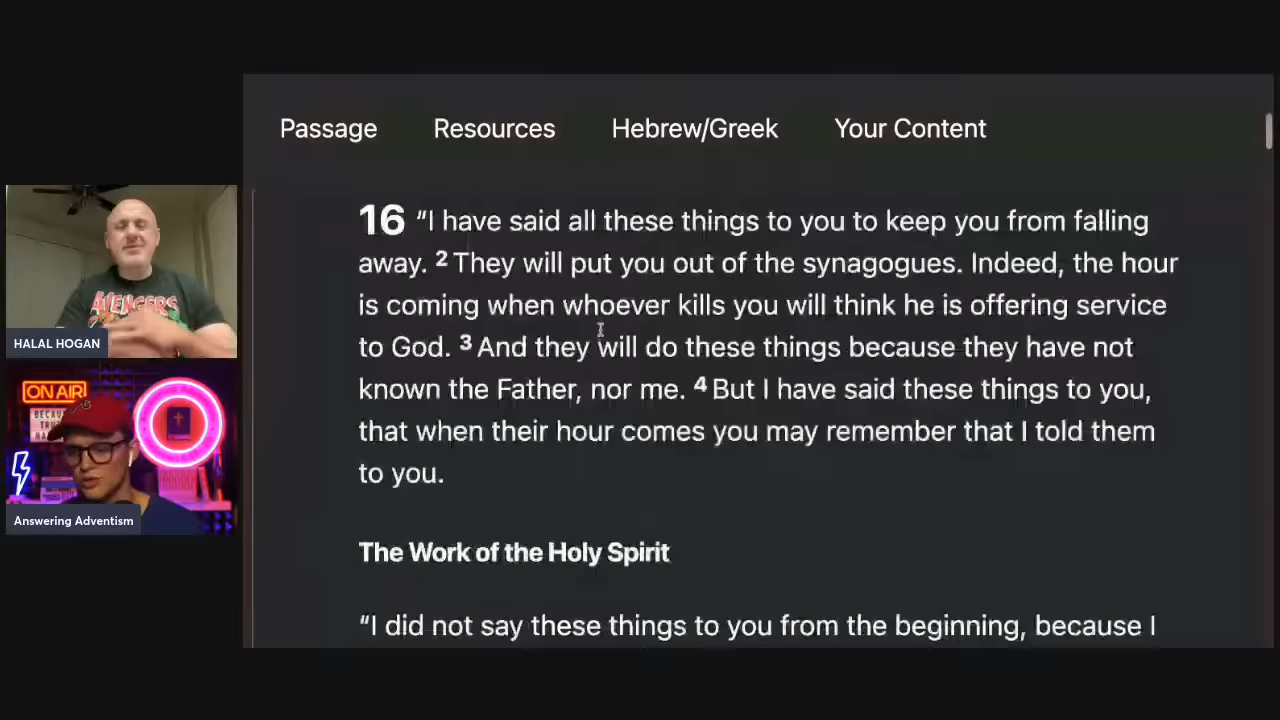 Passage Resources Hebrew/Greek Your Content
16 “I have said all these things to you to keep you from falling
away. 2 They will put you out of the synagogues. Indeed, the hour
is coming when whoever kills you will think he is offering service
to God. 3 And they will do these things because they have not
known the Father, nor me. 4 But I have said these things to you,
that when their hour comes you may remember that I told them
to you.
The Work of the Holy Spirit
“I did not say these things to you from the beginning, because I
AVENGERS
HALAL HOGAN
ON AIR
Answering Adventism